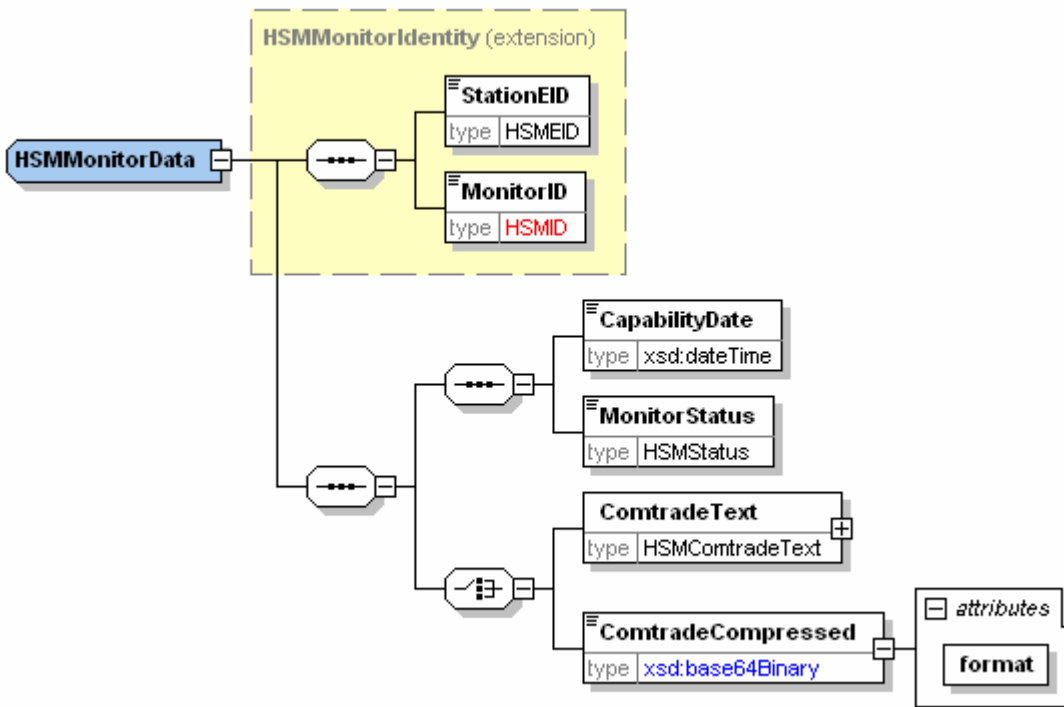 HSMMonitorIdentity (extension)
StationEID
type HSMEID
HSMMonitorData
MonitorID
type HSMID
CapabilityDate
type xsd:dateTime
MonitorStatus
type HSMStatus
ComtradeText
type HSMComtradeText
attributes
ComtradeCompressed
type xsd:base64Binary
format